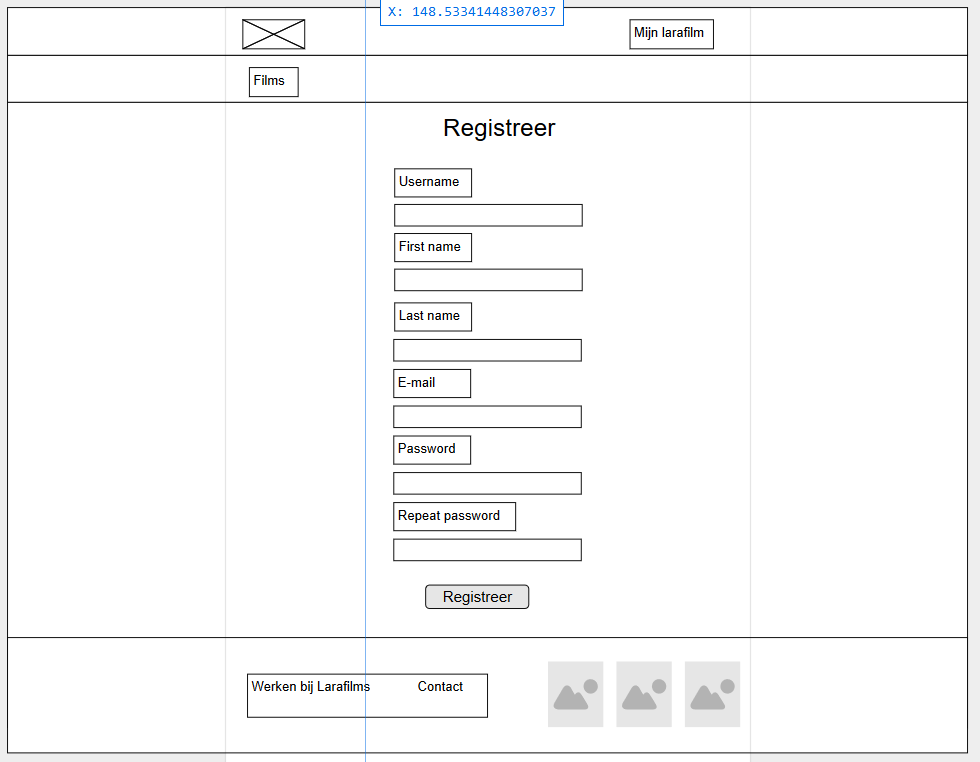 X: 148.53341448307037
Mijn larafilm
Films
Registreer
Username
First name
Last name
E-mail
Password
Repeat password
Registreer
Werken bij Larafilms
Contact